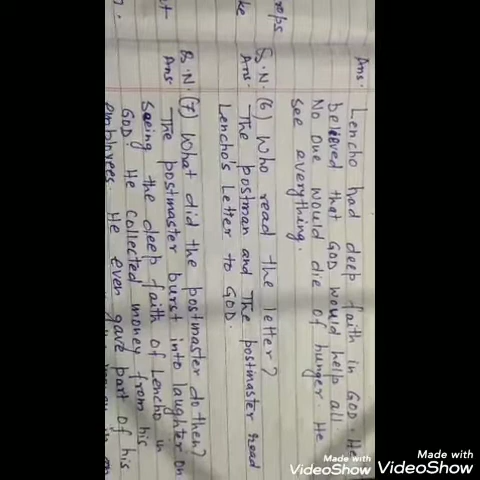 rops
ke
Ans. Lencho had deep faith in GOD. He
beleeved that GOD would help all.
No one would die of hunger. He
see everything.
Q.N. (6) Who read the letter?
Ans. The postman and The postmaster read
Lencho's Letter to GOD.
Q.N. (7) What did the postmaster do then?
Ans. The postmaster burst into laughter on
Seeing the deep faith of Lencho in
GOD. He collected money from his
employees. He even gave part of his
Made with
VideoShow
Made with
VideoShow